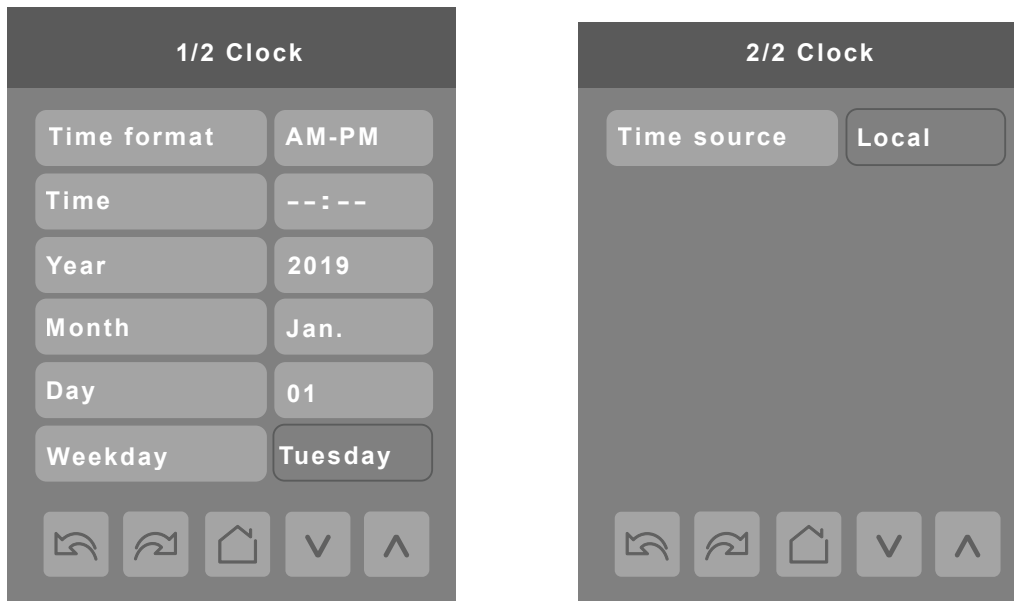 1/2 Clock
Time format AM-PM
Time --:--
Year 2019
Month Jan.
Day 01
Weekday Tuesday
2/2 Clock
Time source Local